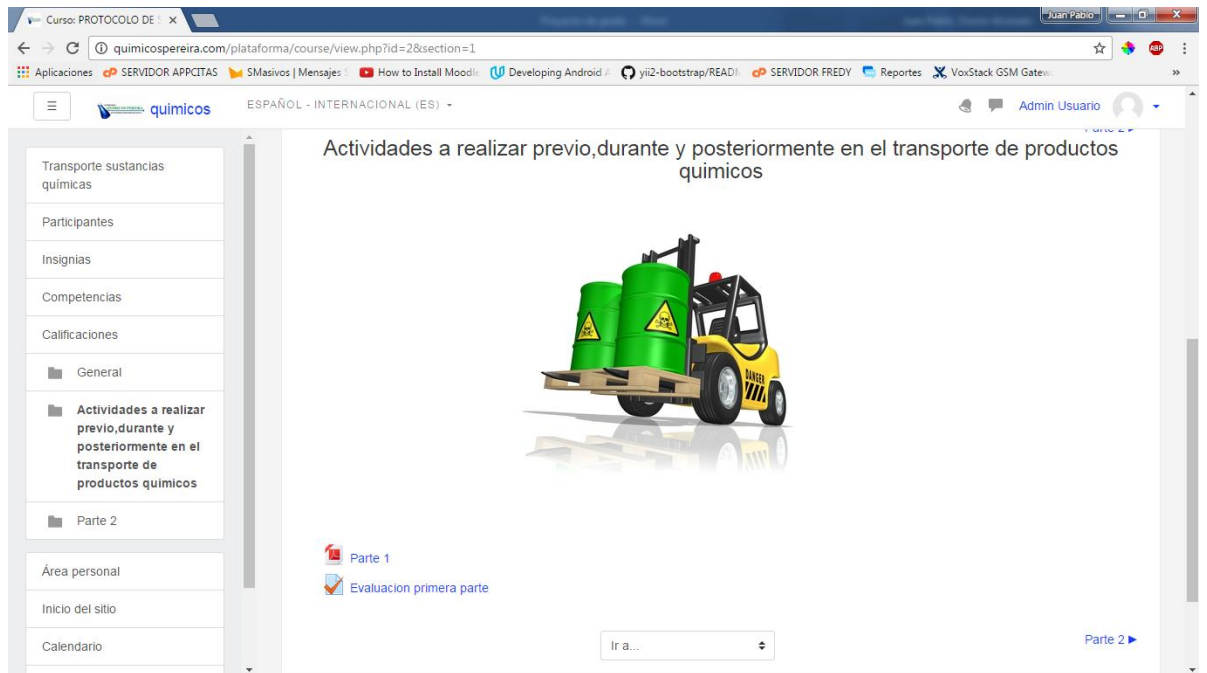 Curso: PROTOCOLO DE S
Juan Pablo
quimicospereira.com/plataforma/course/view.php?id=2&section=1
ABP
Aplicaciones SERVIDOR APPCITAS SMasivos | Mensajes How to Install Moodle Developing Android yii2-bootstrap/READ SERVIDOR FREDY Reportes VoxStack GSM Gatew
quimicos ESPAÑOL - INTERNACIONAL (ES) Admin Usuario
Parte 2 ►
Transporte sustancias
químicas
Participantes
Insignias
Competencias
Calificaciones
General
Actividades a realizar
previo,durante y
posteriormente en el
transporte de
productos quimicos
Parte 2
Área personal
Inicio del sitio
Calendario
Actividades a realizar previo,durante y posteriormente en el transporte de productos
quimicos
DANGER
Parte 1
Evaluacion primera parte
Ir a...
Parte 2 ►